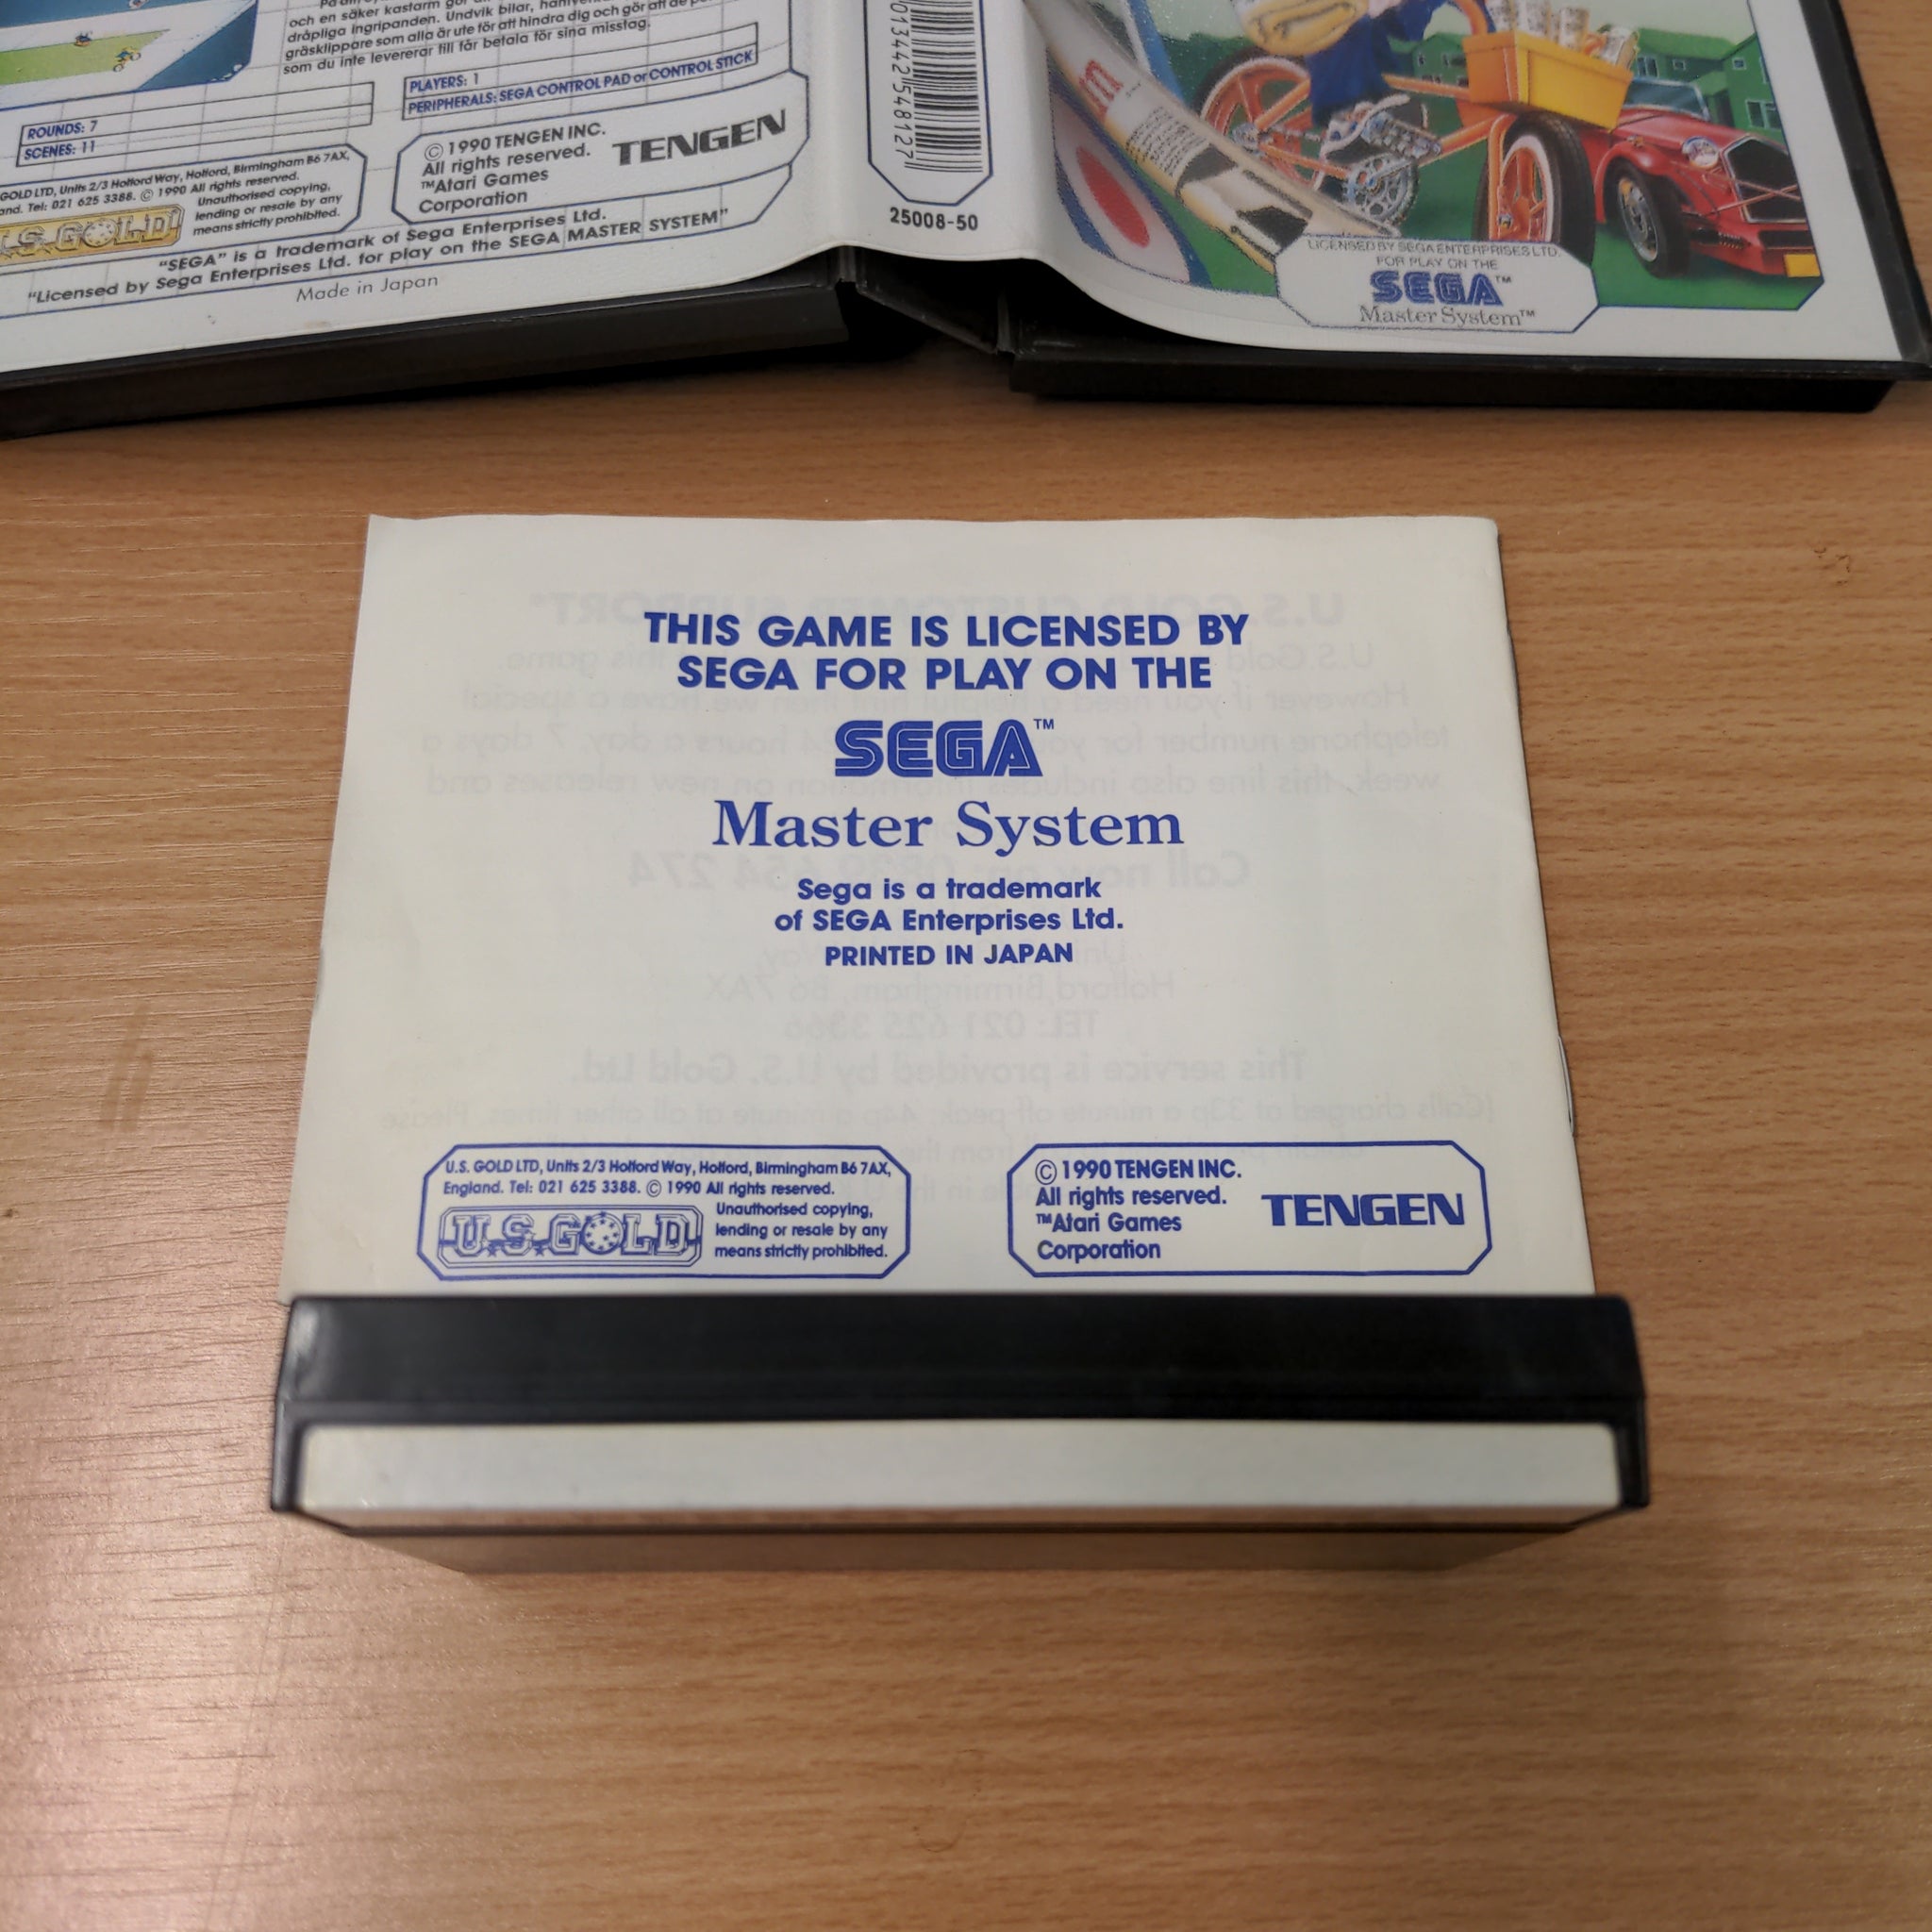 och en säker kastarm gör
dråpliga ingripanden. Undvik bilar,
gräsklippare som alla är ute för att hindra dig och gör att de
som du inte levererar till får betala för sina misstag.
ROUNDS: 7
SCENES: 11
PLAYERS: 1
PERIPHERALS: SEGA CONTROL PAD or CONTROL STICK
GOLD LTD, Units 2/3 Holford Way, Holford, Birmingham B6 7AX,
and. Tel: 021 625 3388. © 1990 All rights reserved.
U.S. GOLD
Unauthorised copying,
lending or resale by any
means strictly prohibited.
© 1990 TENGEN INC.
All rights reserved.
™Atari Games
Corporation
TENGEN
"SEGA" is a trademark of Sega Enterprises Ltd.
"Licensed by Sega Enterprises Ltd. for play on the SEGA MASTER SYSTEM"
Made in Japan
013442548127
25008-50
LICENSED BY SEGA ENTERPRISES LTD.
FOR PLAY ON THE
SEGA™
Master System™
THIS GAME IS LICENSED BY
SEGA FOR PLAY ON THE
SEGA™
Master System
Sega is a trademark
of SEGA Enterprises Ltd.
PRINTED IN JAPAN
U.S. GOLD LTD, Units 2/3 Holford Way, Holford, Birmingham B6 7AX,
England. Tel: 021 625 3388. © 1990 All rights reserved.
U.S. GOLD
Unauthorised copying,
lending or resale by any
means strictly prohibited.
© 1990 TENGEN INC.
All rights reserved.
™Atari Games
Corporation
TENGEN